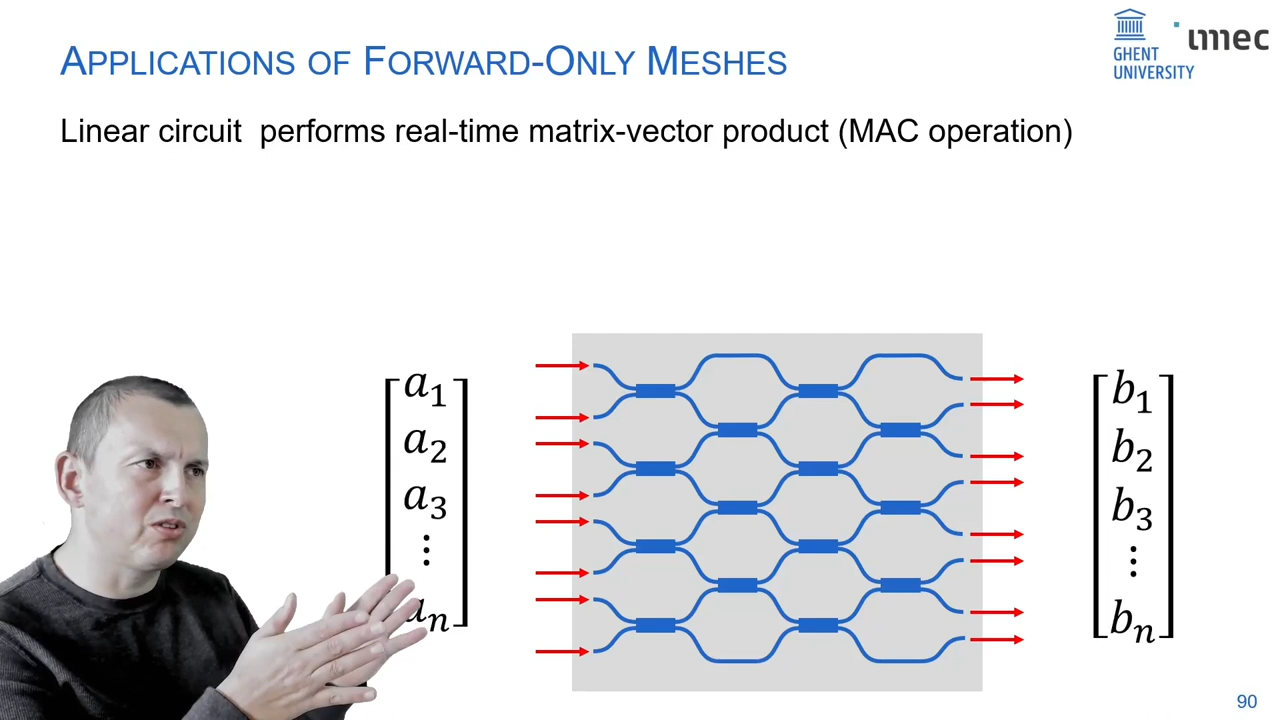 APPLICATIONS OF FORWARD-ONLY MESHES
GHENT
UNIVERSITY
imec
Linear circuit  performs real-time matrix-vector product (MAC operation)
a1
a2
a3
⋮
an
b1
b2
b3
⋮
bn
90